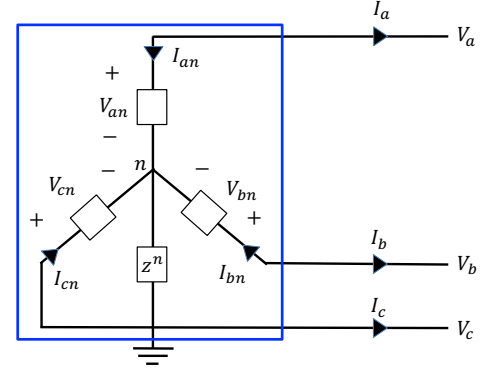 I_a
V_a
I_an
+
V_an
−
n
−
−
V_cn
V_bn
+
+
z^n
I_b
I_cn
I_bn
V_b
I_c
V_c